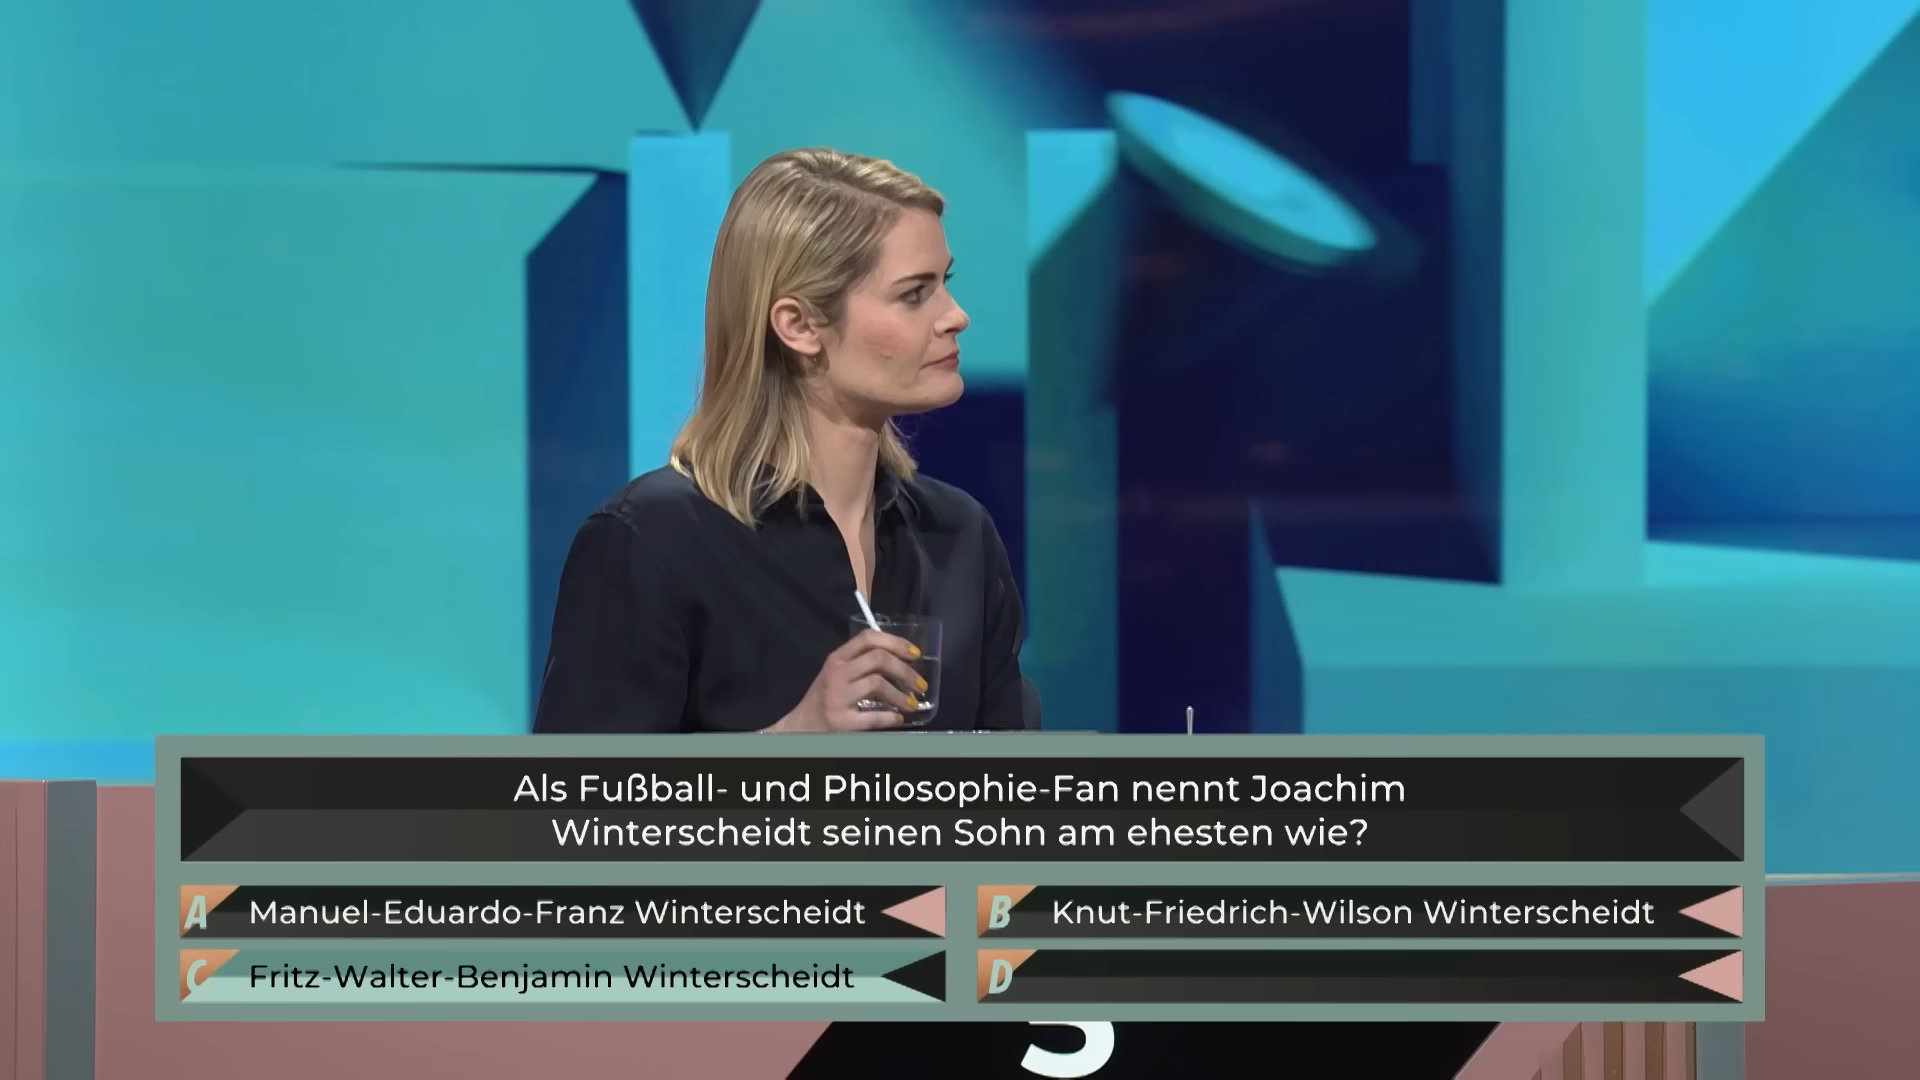 Als Fußball- und Philosophie-Fan nennt Joachim
Winterscheidt seinen Sohn am ehesten wie?
A Manuel-Eduardo-Franz Winterscheidt
B Knut-Friedrich-Wilson Winterscheidt
C Fritz-Walter-Benjamin Winterscheidt
D